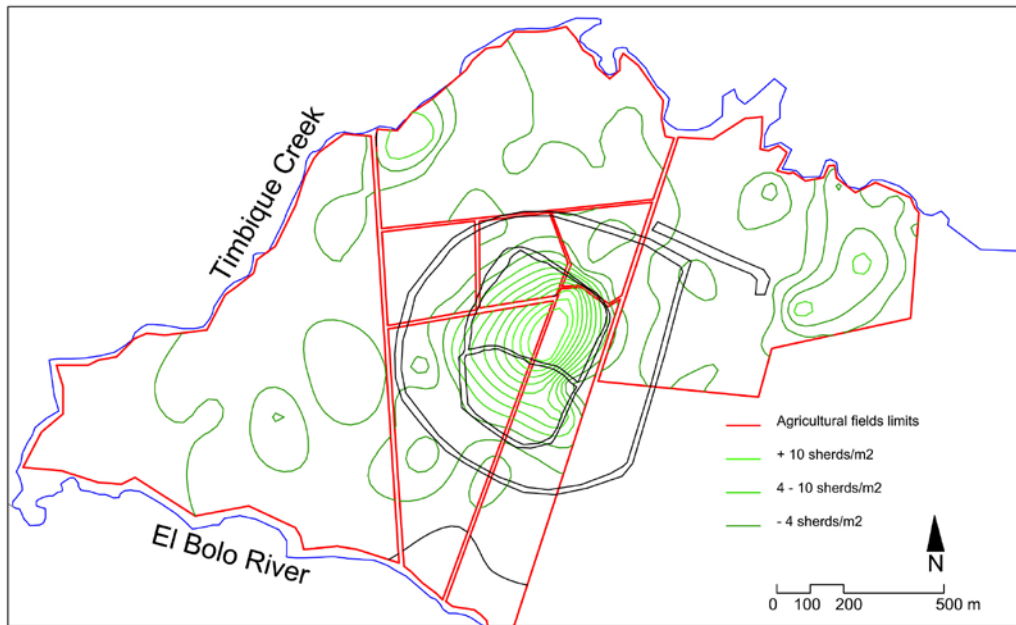 Timbique Creek
El Bolo River
Agricultural fields limits
+ 10 sherds/m2
4 - 10 sherds/m2
- 4 sherds/m2
N
0 100 200 500 m